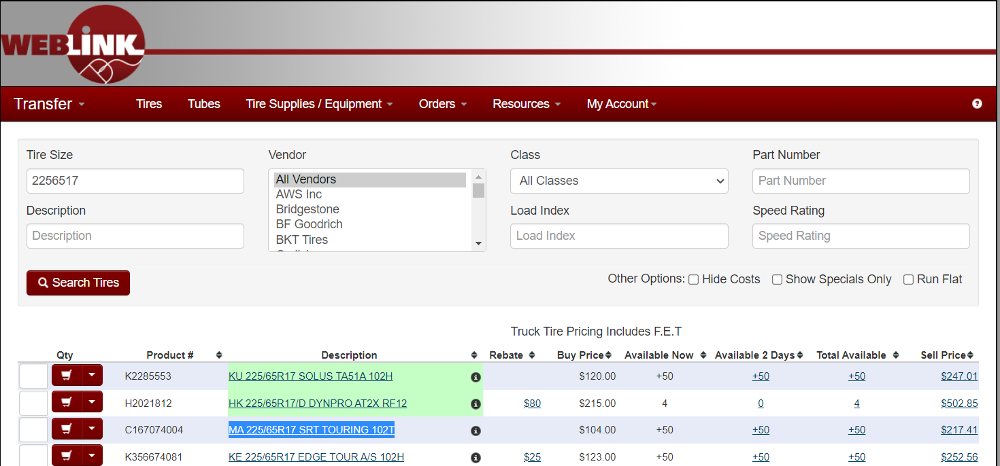 WEBLiNK
Transfer Tires Tubes Tire Supplies / Equipment Orders Resources My Account ?
Tire Size Vendor Class Part Number
2256517 All Vendors All Classes Part Number
AWS Inc
Description Bridgestone Load Index Speed Rating
Description BF Goodrich Load Index Speed Rating
BKT Tires
Search Tires Other Options: Hide Costs Show Specials Only Run Flat
Truck Tire Pricing Includes F.E.T
Qty Product # Description Rebate Buy Price Available Now Available 2 Days Total Available Sell Price
K2285553 KU 225/65R17 SOLUS TA51A 102H $120.00 +50 +50 +50 $247.01
H2021812 HK 225/65R17/D DYNPRO AT2X RF12 $80 $215.00 4 0 4 $502.85
C167074004 MA 225/65R17 SRT TOURING 102T $104.00 +50 +50 +50 $217.41
K356674081 KE 225/65R17 EDGE TOUR A/S 102H $25 $123.00 +50 +50 +50 $252.56